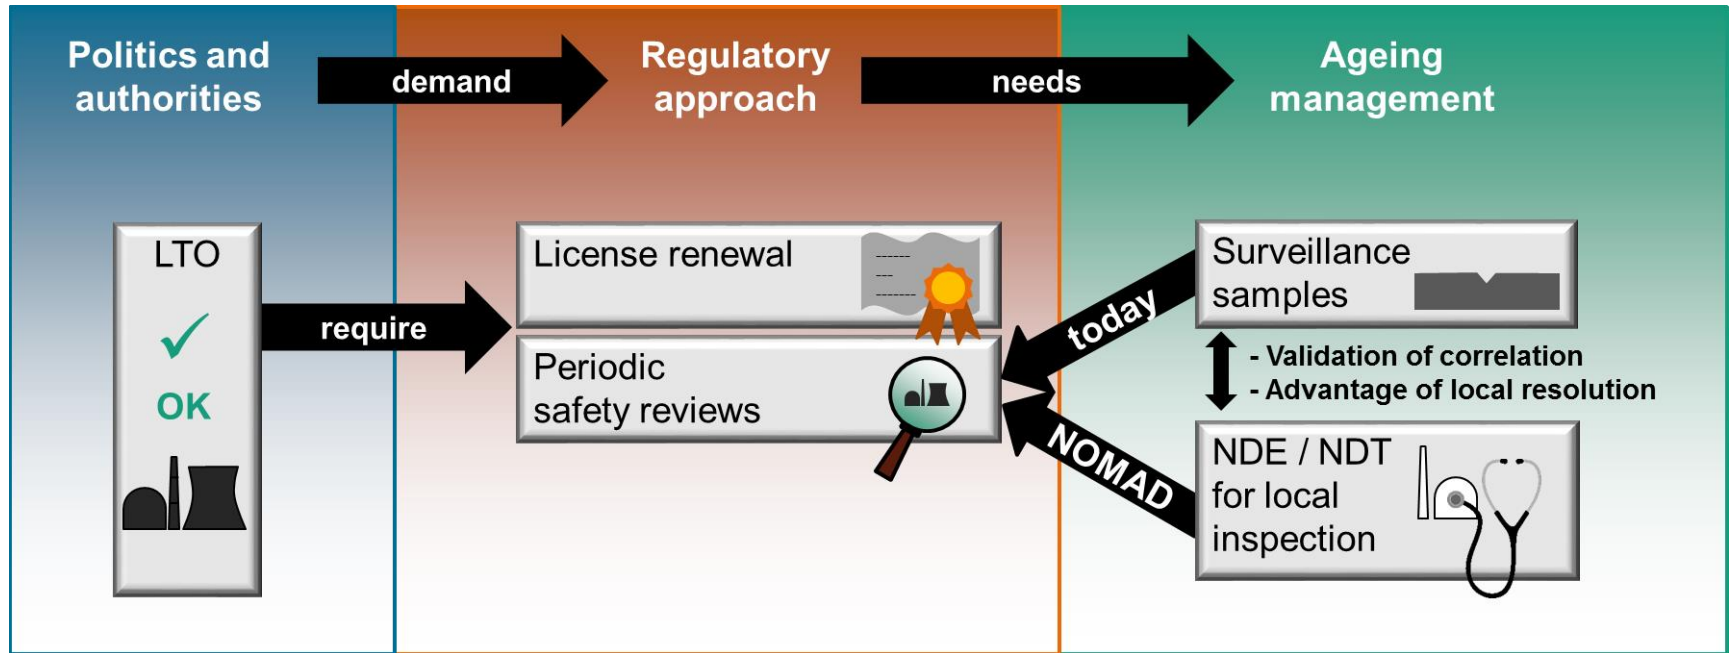 Politics and
authorities
demand
Regulatory
approach
needs
Ageing
management
LTO
OK
require
License renewal
Periodic
safety reviews
today
NOMAD
Surveillance
samples
- Validation of correlation
- Advantage of local resolution
NDE / NDT
for local
inspection